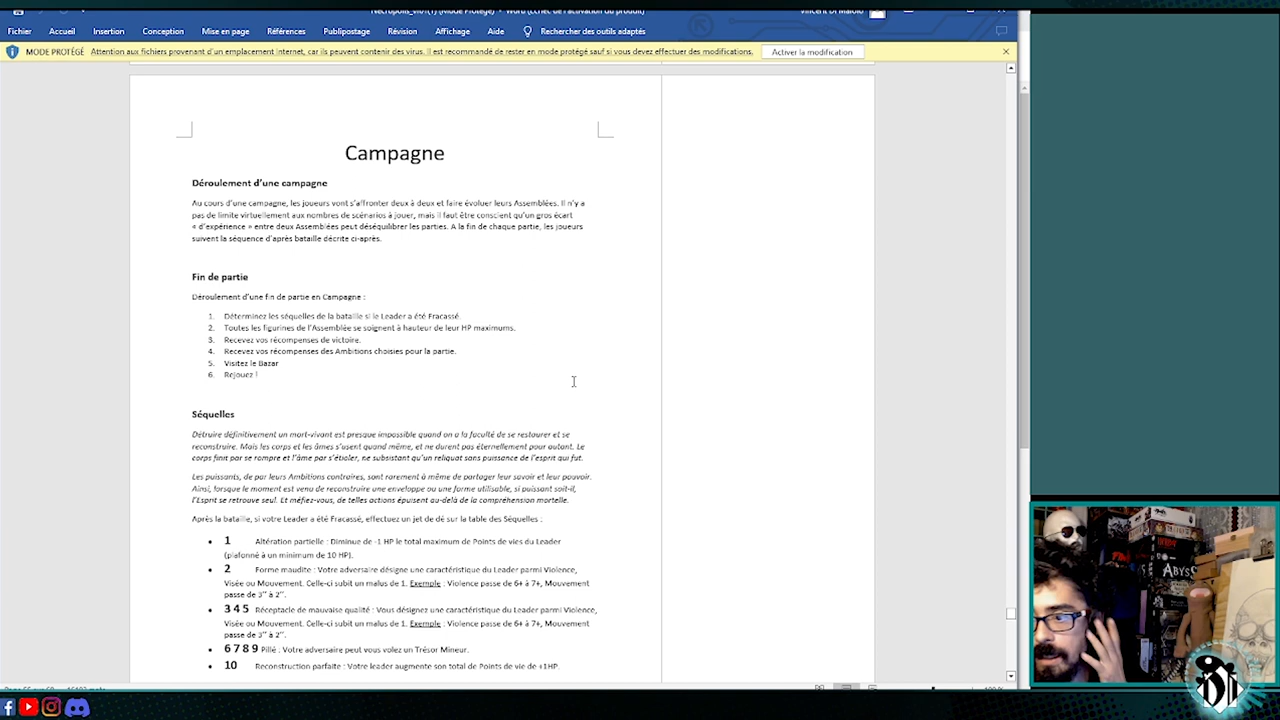 Necropolis_v101(1) (Mode Protégé) - Word (Échec de l'activation du produit)
Vincent Di Maiolo
Fichier Accueil Insertion Conception Mise en page Références Publipostage Révision Affichage Aide Rechercher des outils adaptés
MODE PROTÉGÉ Attention aux fichiers provenant d'un emplacement Internet, car ils peuvent contenir des virus. Il est recommandé de rester en mode protégé sauf si vous devez effectuer des modifications. Activer la modification
Campagne
Déroulement d'une campagne
Au cours d'une campagne, les joueurs vont s'affronter deux à deux et faire évoluer leurs Assemblées. Il n'y a
pas de limite virtuellement aux nombres de scénarios à jouer, mais il faut être conscient qu'un gros écart
« d'expérience » entre deux Assemblées peut déséquilibrer les parties. A la fin de chaque partie, les joueurs
suivent la séquence d'après bataille décrite ci-après.
Fin de partie
Déroulement d'une fin de partie en Campagne :
1. Déterminez les séquelles de la bataille si le Leader a été Fracassé.
2. Toutes les figurines de l'Assemblée se soignent à hauteur de leur HP maximums.
3. Recevez vos récompenses de victoire.
4. Recevez vos récompenses des Ambitions choisies pour la partie.
5. Visitez le Bazar
6. Rejouez !
Séquelles
Détruire définitivement un mort-vivant est presque impossible quand on a la faculté de se restaurer et se
reconstruire. Mais les corps et les âmes s'usent quand même, et ne durent pas éternellement pour autant. Le
corps finit par se rompre et l'âme par s'étioler, ne subsistant qu'un reliquat sans puissance de l'esprit qui fut.
Les puissants, de par leurs Ambitions contraires, sont rarement à même de partager leur savoir et leur pouvoir.
Ainsi, lorsque le moment est venu de reconstruire une enveloppe ou une forme utilisable, si puissant soit-il,
l'Esprit se retrouve seul. Et méfiez-vous, de telles actions épuisent au-delà de la compréhension mortelle.
Après la bataille, si votre Leader a été Fracassé, effectuez un jet de dé sur la table des Séquelles :
• 1 Altération partielle : Diminue de -1 HP le total maximum de Points de vies du Leader
(plafonné à un minimum de 10 HP).
• 2 Forme maudite : Votre adversaire désigne une caractéristique du Leader parmi Violence,
Visée ou Mouvement. Celle-ci subit un malus de 1. Exemple : Violence passe de 6+ à 7+, Mouvement
passe de 3'' à 2''.
• 3 4 5 Réceptacle de mauvaise qualité : Vous désignez une caractéristique du Leader parmi Violence,
Visée ou Mouvement. Celle-ci subit un malus de 1. Exemple : Violence passe de 6+ à 7+, Mouvement
passe de 3'' à 2''.
• 6 7 8 9 Pillé : Votre adversaire peut vous volez un Trésor Mineur.
• 10 Reconstruction parfaite : Votre leader augmente son total de Points de vie de +1HP.
ABYSS